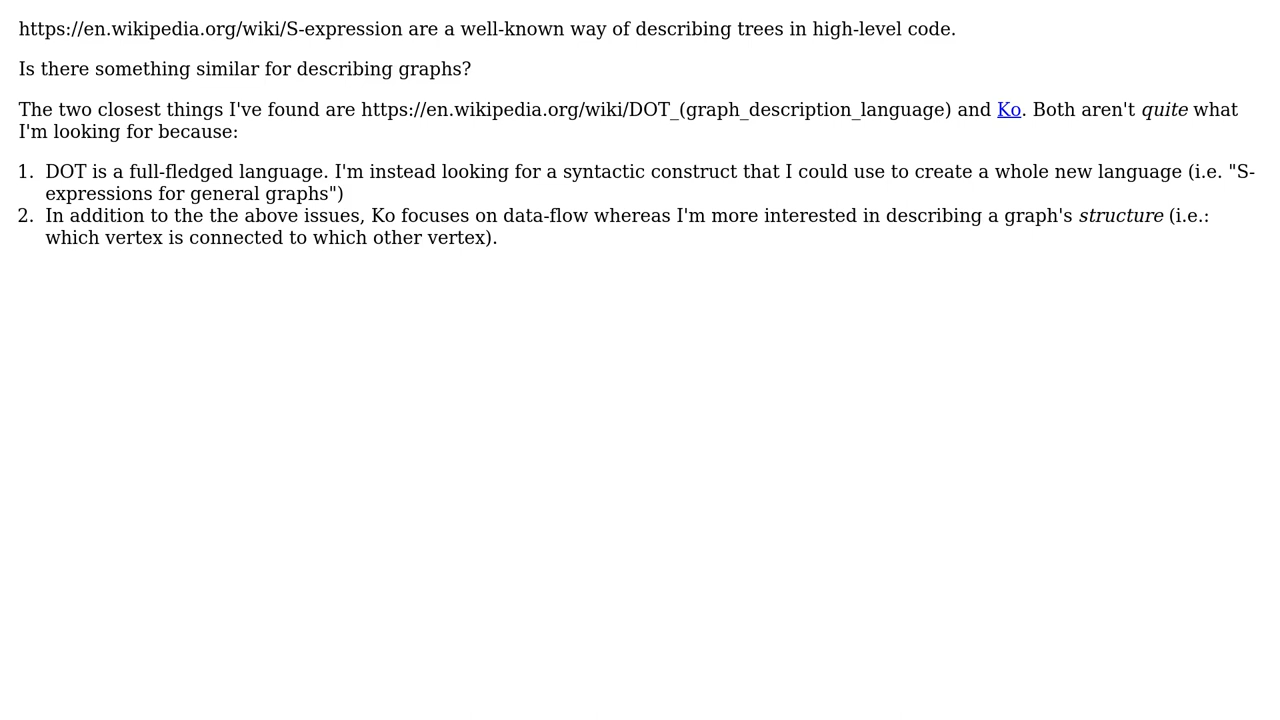 https://en.wikipedia.org/wiki/S-expression are a well-known way of describing trees in high-level code.
Is there something similar for describing graphs?
The two closest things I've found are https://en.wikipedia.org/wiki/DOT_(graph_description_language) and Ko. Both aren't quite what
I'm looking for because:
1. DOT is a full-fledged language. I'm instead looking for a syntactic construct that I could use to create a whole new language (i.e. "S-
expressions for general graphs")
2. In addition to the the above issues, Ko focuses on data-flow whereas I'm more interested in describing a graph's structure (i.e.:
which vertex is connected to which other vertex).